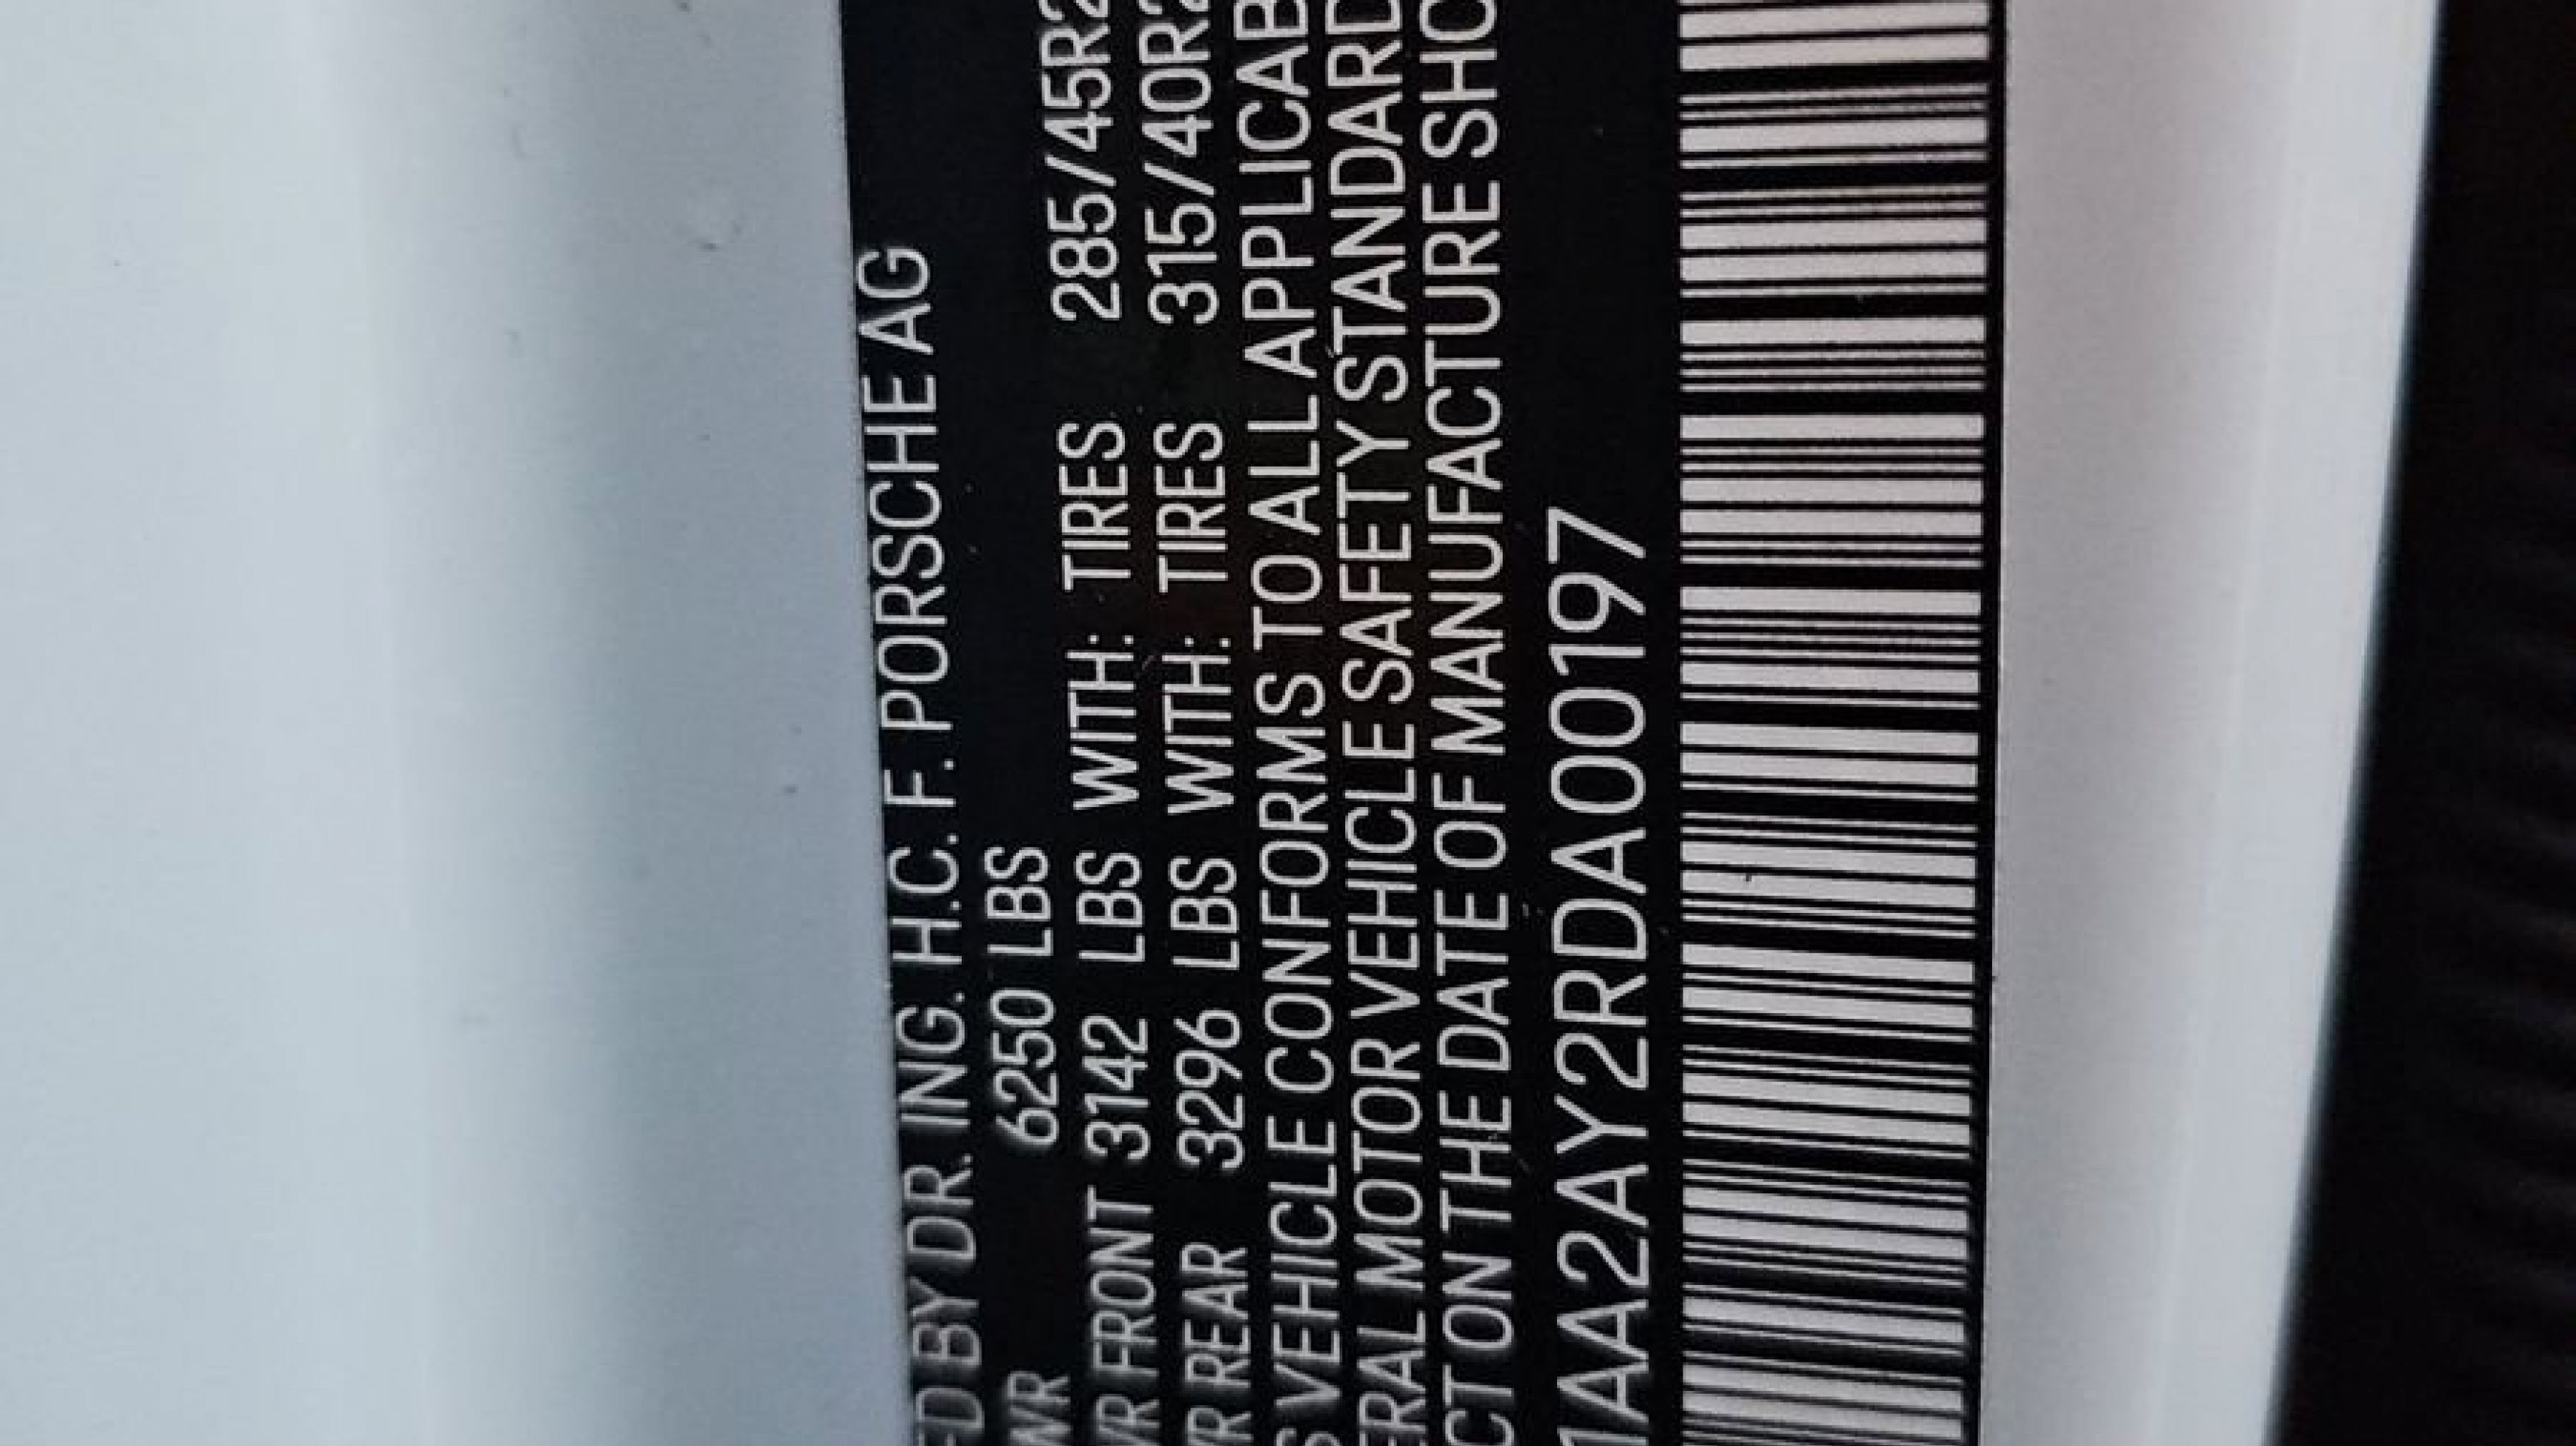 ED BY DR. ING. H.C. F. PORSCHE AG
WR 6250 LBS
VR FRONT 3142 LBS WITH: TIRES 285/45R2
VR REAR 3296 LBS WITH: TIRES 315/40R2
S VEHICLE CONFORMS TO ALL APPLICAB
ERAL MOTOR VEHICLE SAFETY STANDARD
CT ON THE DATE OF MANUFACTURE SHO
1AA2AY2RDA00197